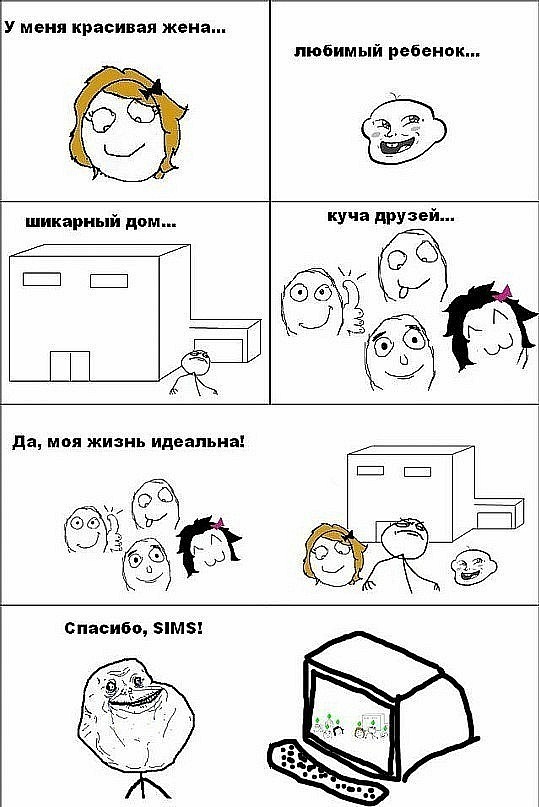 У меня красивая жена...
любимый ребенок...
шикарный дом...
куча друзей...
Да, моя жизнь идеальна!
Спасибо, SIMS!